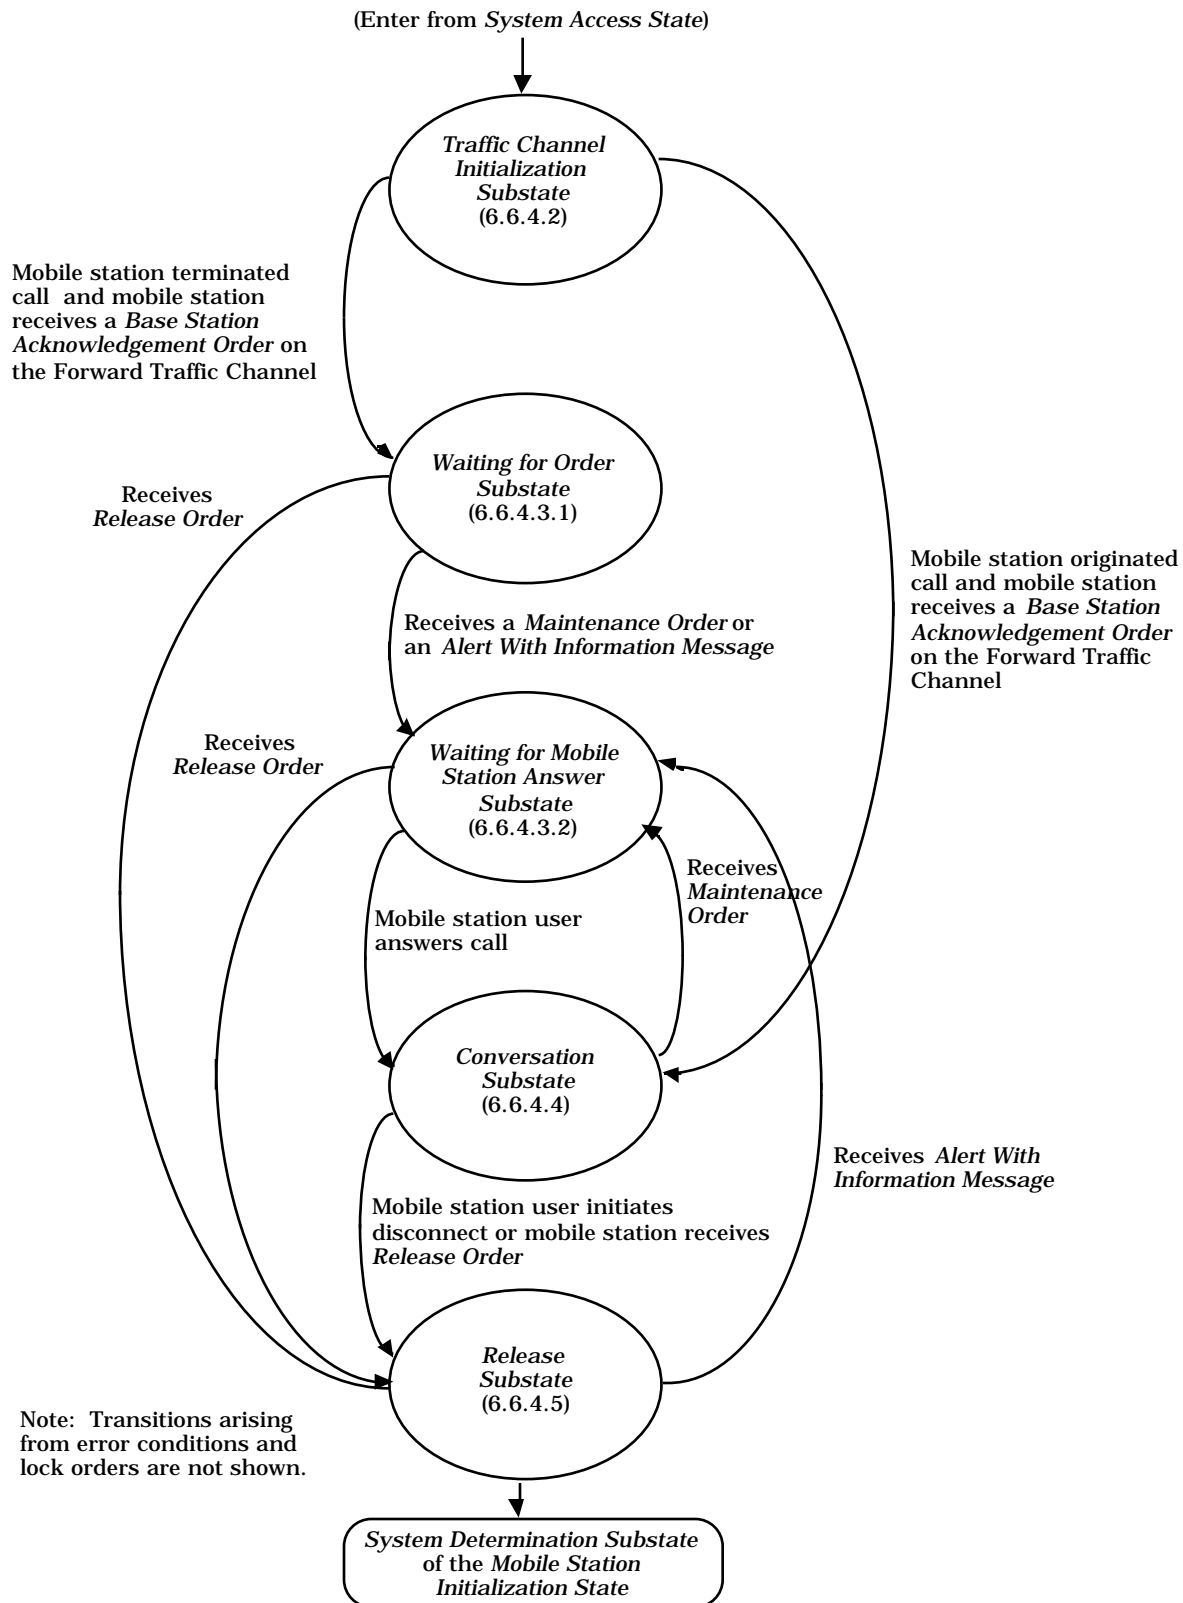 (Enter from System Access State)
Traffic Channel
Initialization
Substate
(6.6.4.2)
Mobile station terminated
call and mobile station
receives a Base Station
Acknowledgement Order on
the Forward Traffic Channel
Waiting for Order
Substate
(6.6.4.3.1)
Receives
Release Order
Mobile station originated
call and mobile station
receives a Base Station
Acknowledgement Order
on the Forward Traffic
Channel
Receives a Maintenance Order or
an Alert With Information Message
Receives
Release Order
Waiting for Mobile
Station Answer
Substate
(6.6.4.3.2)
Receives
Maintenance
Order
Mobile station user
answers call
Conversation
Substate
(6.6.4.4)
Receives Alert With
Information Message
Mobile station user initiates
disconnect or mobile station receives
Release Order
Release
Substate
(6.6.4.5)
Note: Transitions arising
from error conditions and
lock orders are not shown.
System Determination Substate
of the Mobile Station
Initialization State